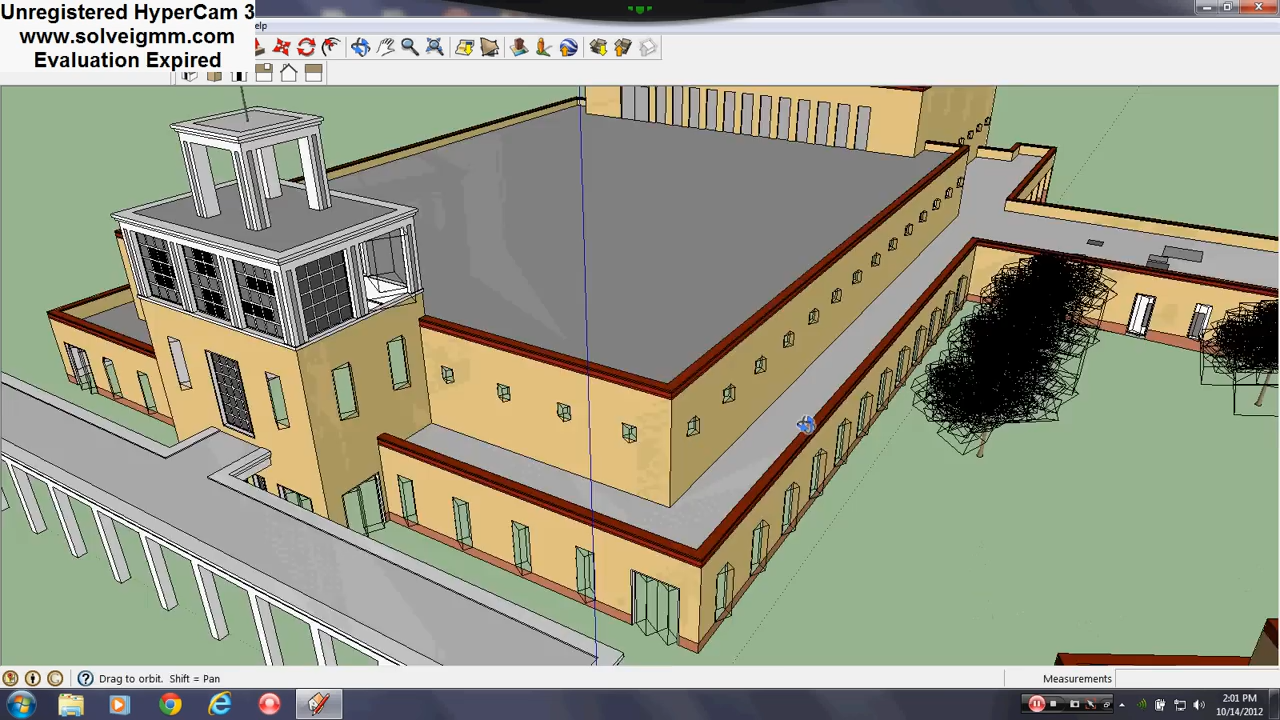 Unregistered HyperCam 3
www.solveigmm.com
Evaluation Expired
elp
Drag to orbit. Shift = Pan
Measurements
2:01 PM
10/14/2012